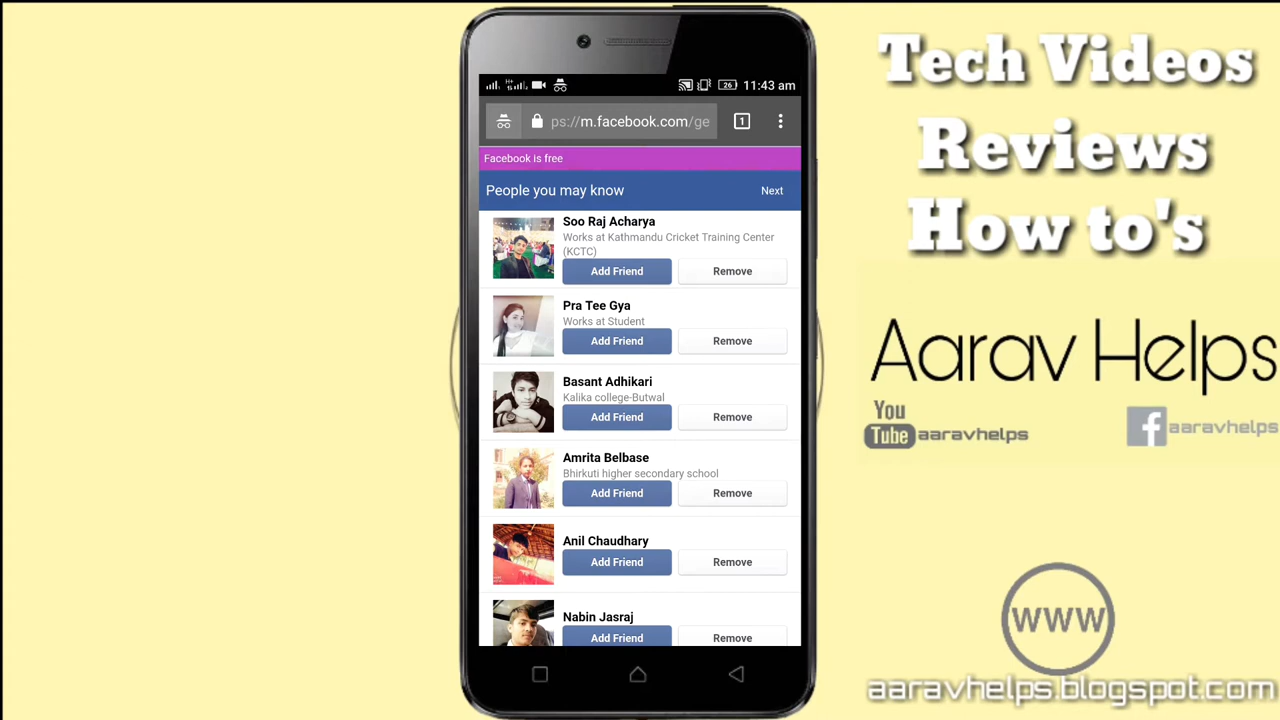 11:43 am
26
ps://m.facebook.com/ge
1
Facebook is free
People you may know
Next
Soo Raj Acharya
Works at Kathmandu Cricket Training Center
(KCTC)
Add Friend
Remove
Pra Tee Gya
Works at Student
Add Friend
Remove
Basant Adhikari
Kalika college-Butwal
Add Friend
Remove
Amrita Belbase
Bhirkuti higher secondary school
Add Friend
Remove
Anil Chaudhary
Add Friend
Remove
Nabin Jasraj
Add Friend
Remove
Tech Videos
Reviews
How to's
Aarav Helps
You
Tube aaravhelps
f aaravhelps
WWW
aaravhelps.blogspot.com